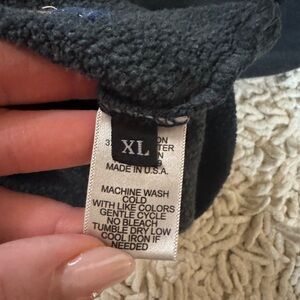 XL
MADE IN U.S.A.
MACHINE WASH
COLD
WITH LIKE COLORS
GENTLE CYCLE
NO BLEACH
TUMBLE DRY LOW
COOL IRON IF
NEEDED